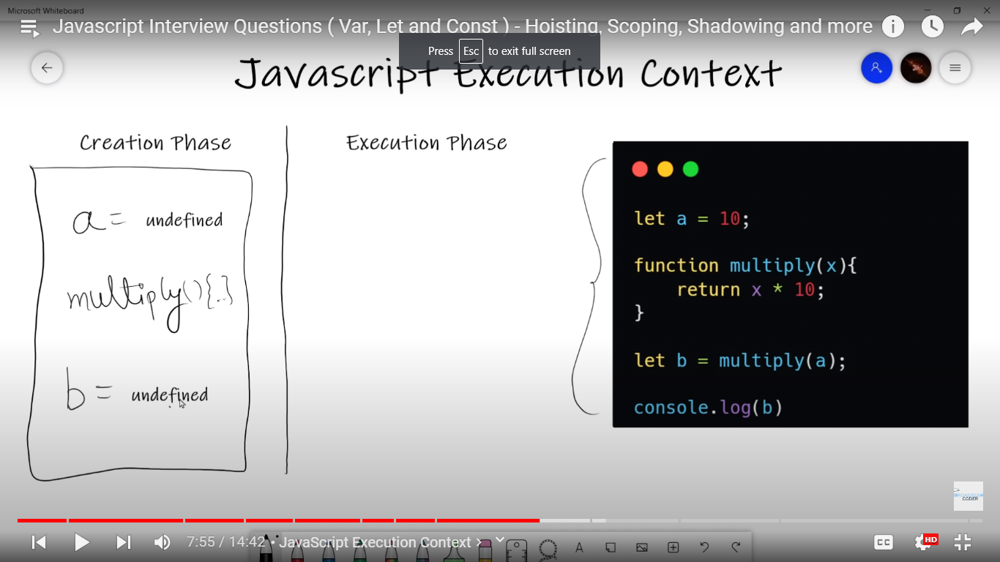 Microsoft Whiteboard
Javascript Interview Questions ( Var, Let and Const ) - Hoisting, Scoping, Shadowing and more
Press Esc to exit full screen
Javascript Execution Context
Creation Phase
Execution Phase
a = undefined
multiply(){..}
b = undefined
let a = 10;
function multiply(x){
return x * 10;
}
let b = multiply(a);
console.log(b)
CODER
7:55 / 14:42 • JavaScript Execution Context >
A
CC
HD